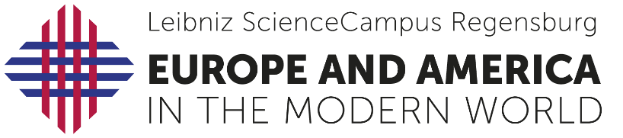 Leibniz ScienceCampus Regensburg
EUROPE AND AMERICA
IN THE MODERN WORLD